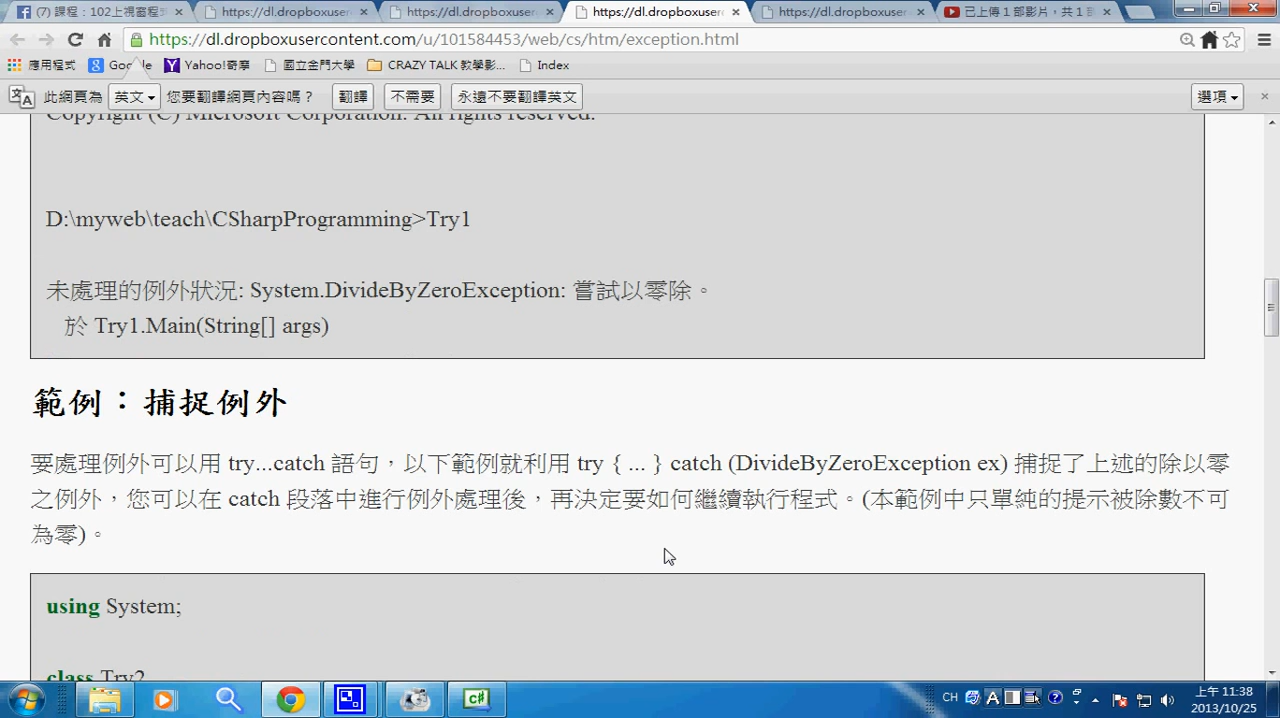 (7) 課程：102上視窗程式
https://dl.dropboxuser
https://dl.dropboxuser
https://dl.dropboxuser
https://dl.dropboxuser
已上傳 1 部影片，共 1 部
https://dl.dropboxusercontent.com/u/101584453/web/cs/htm/exception.html
應用程式 Google Yahoo!奇摩 國立金門大學 CRAZY TALK 教學影... Index
此網頁為 英文 您要翻譯網頁內容嗎？ 翻譯 不需要 永遠不要翻譯英文 選項
Copyright (C) Microsoft Corporation. All rights reserved.
D:\myweb\teach\CSharpProgramming>Try1
未處理的例外狀況: System.DivideByZeroException: 嘗試以零除。
於 Try1.Main(String[] args)
範例：捕捉例外
要處理例外可以用 try...catch 語句，以下範例就利用 try { ... } catch (DivideByZeroException ex) 捕捉了上述的除以零
之例外，您可以在 catch 段落中進行例外處理後，再決定要如何繼續執行程式。(本範例中只單純的提示被除數不可
為零)。
using System;
class Try2
CH
上午 11:38
2013/10/25